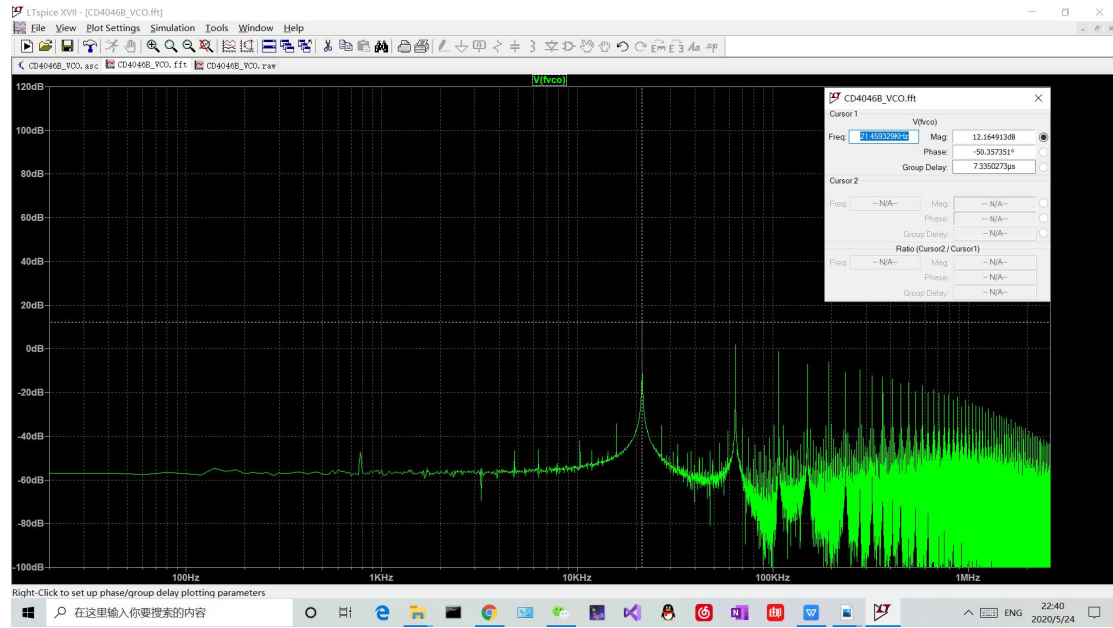 LTspice XVII - [CD4046B_VCO.fft]
File View Plot Settings Simulation Tools Window Help
CD4046B_VCO.asc CD4046B_VCO.fft CD4046B_VCO.raw
V(fvco)
120dB
100dB
80dB
60dB
40dB
20dB
0dB
-20dB
-40dB
-60dB
-80dB
-100dB
100Hz 1KHz 10KHz 100KHz 1MHz
CD4046B_VCO.fft
Cursor 1
V(fvco)
Freq: 21.459329KHz Mag: 12.164913dB
Phase: -50.357351°
Group Delay: 7.3350273µs
Cursor 2
Freq: -- N/A-- Mag: -- N/A--
Phase: -- N/A--
Group Delay: -- N/A--
Ratio (Cursor2 / Cursor1)
Freq: -- N/A-- Mag: -- N/A--
Phase: -- N/A--
Group Delay: -- N/A--
Right-Click to set up phase/group delay plotting parameters
在这里输入你要搜索的内容
ENG
22:40
2020/5/24